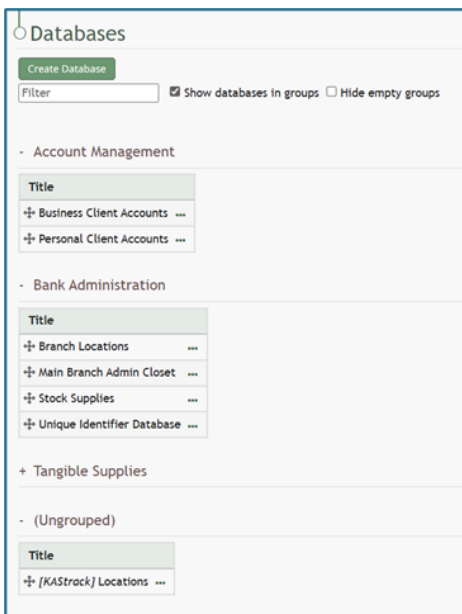 Databases
Create Database
Filter Show databases in groups Hide empty groups
- Account Management
Title
Business Client Accounts ...
Personal Client Accounts ...
- Bank Administration
Title
Branch Locations ...
Main Branch Admin Closet ...
Stock Supplies ...
Unique Identifier Database ...
+ Tangible Supplies
- (Ungrouped)
Title
[KAStrack] Locations ...